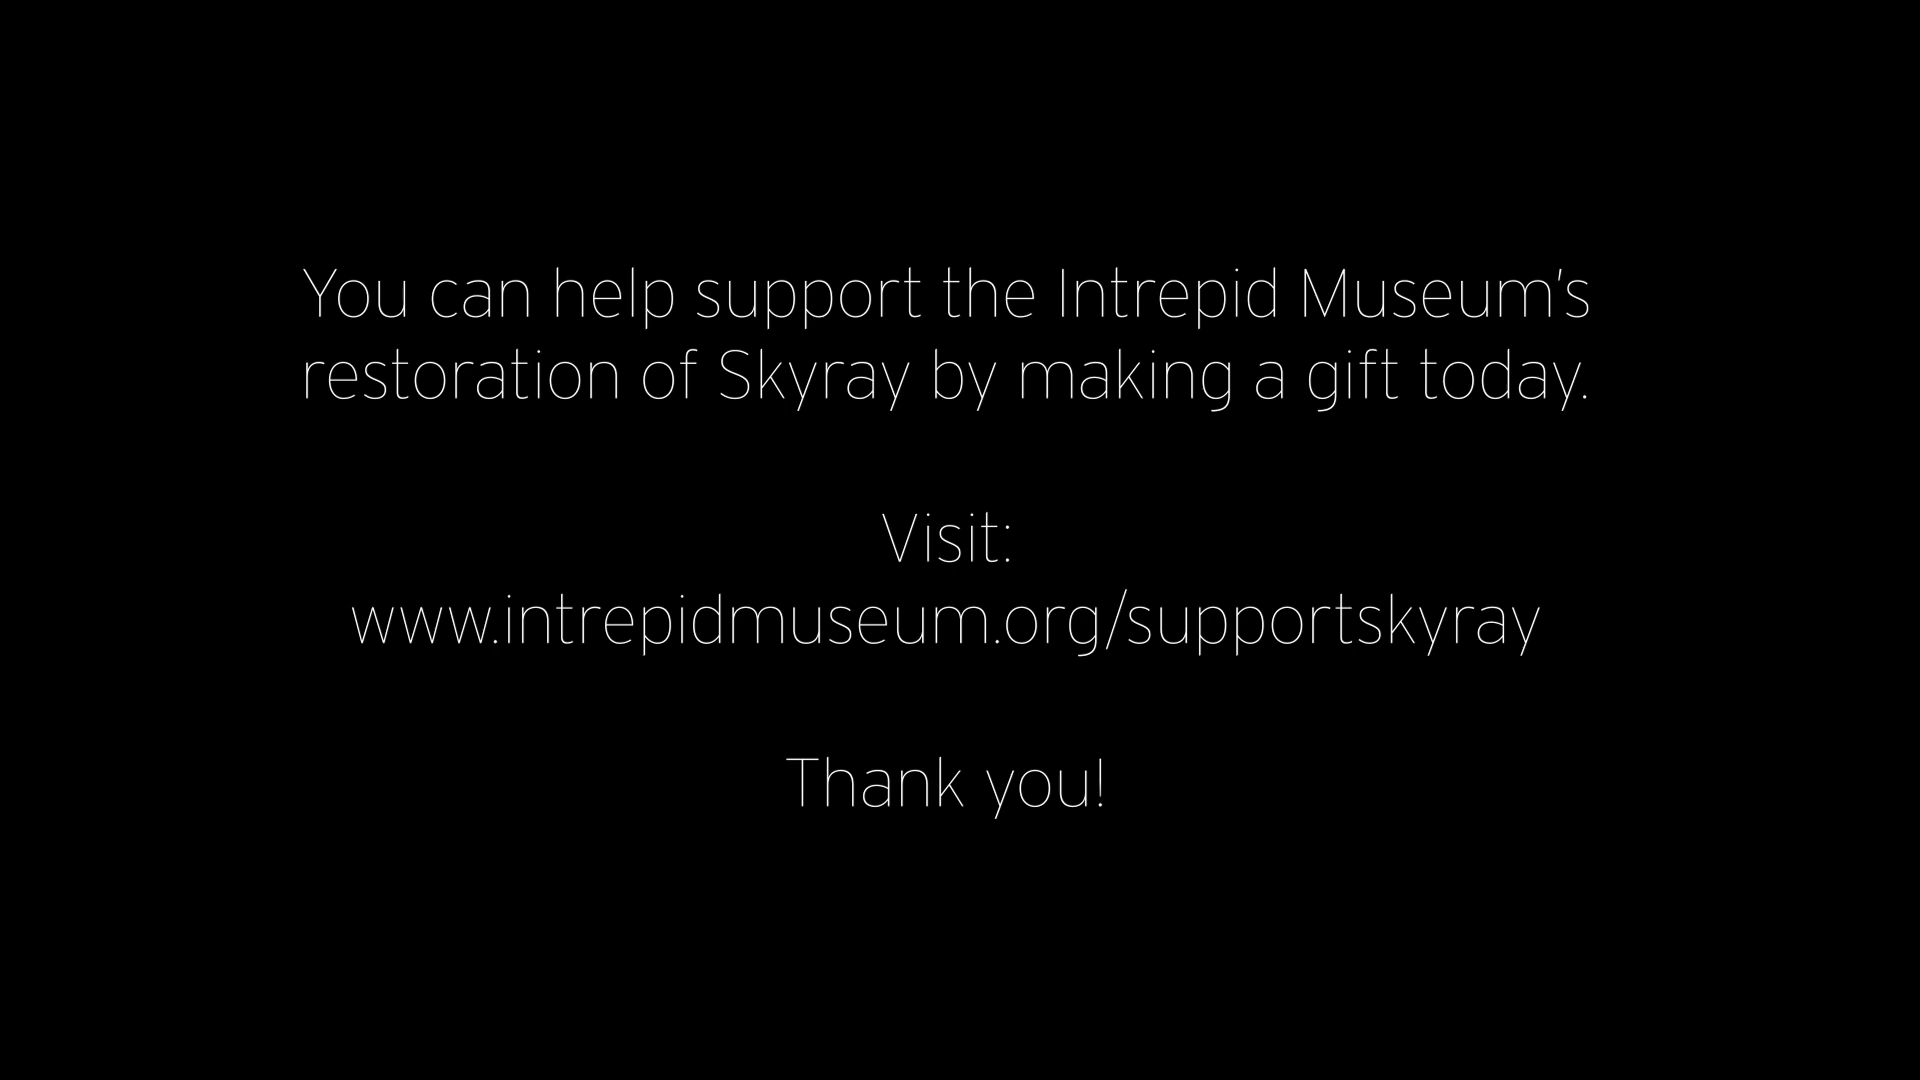 You can help support the Intrepid Museum's
restoration of Skyray by making a gift today.
Visit:
www.intrepidmuseum.org/supportskyray
Thank you!